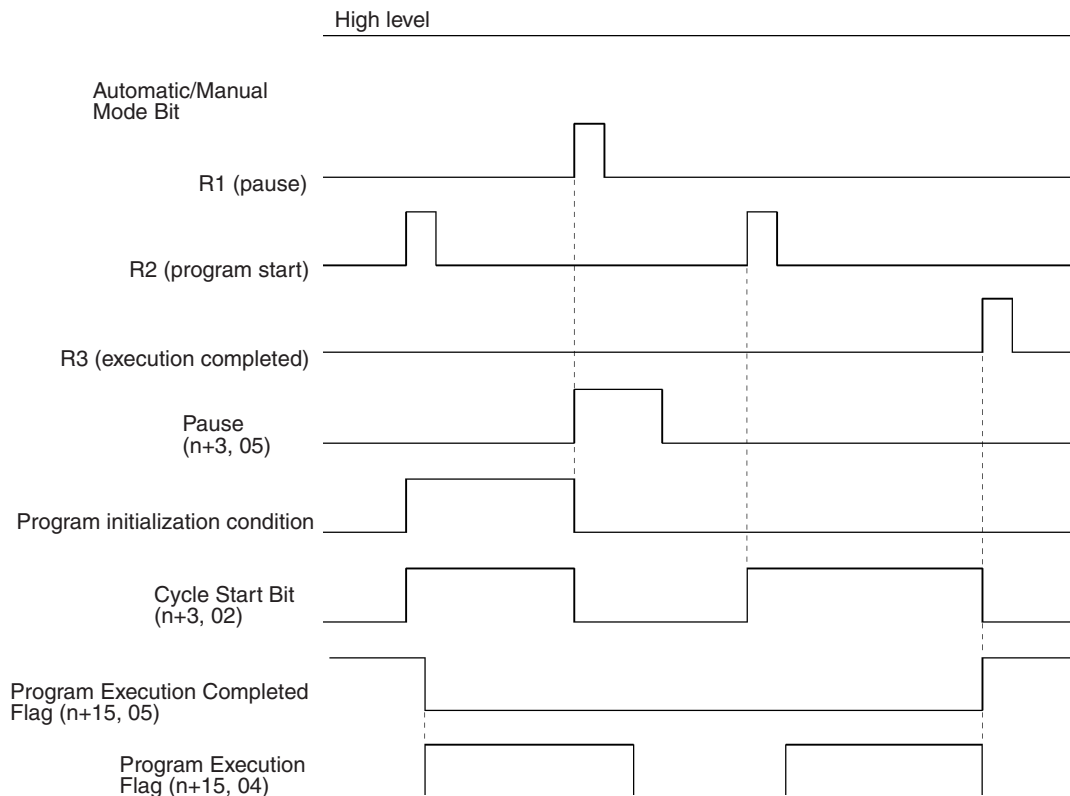 High level
Automatic/Manual
Mode Bit
R1 (pause)
R2 (program start)
R3 (execution completed)
Pause
(n+3, 05)
Program initialization condition
Cycle Start Bit
(n+3, 02)
Program Execution Completed
Flag (n+15, 05)
Program Execution
Flag (n+15, 04)